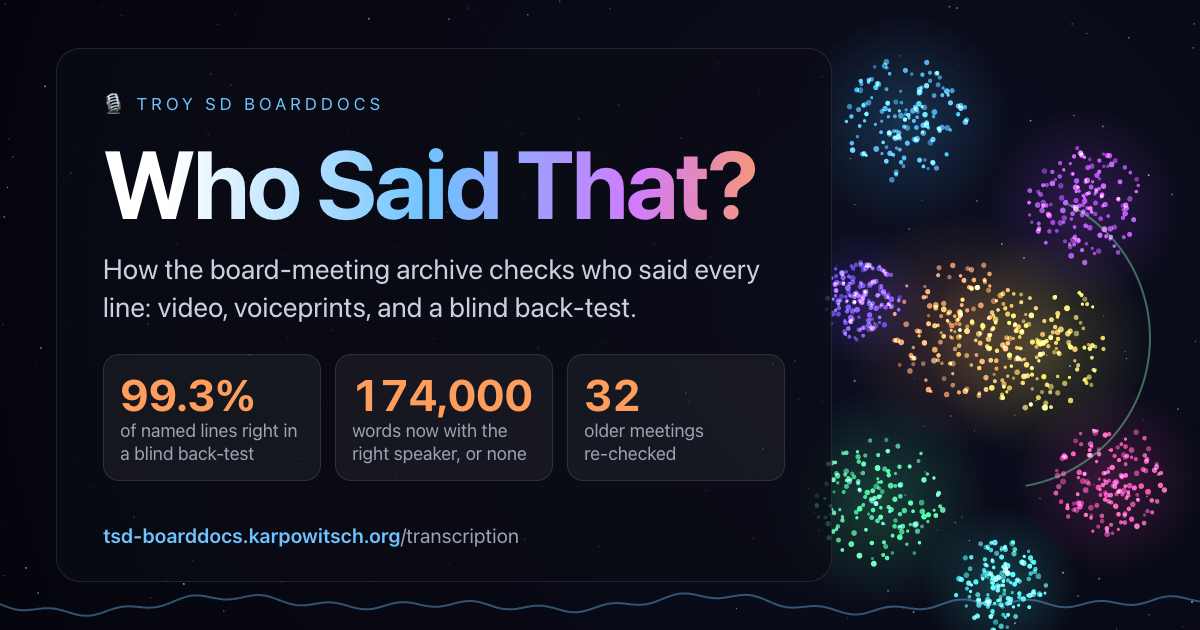 TROY SD BOARDDOCS
Who Said That?
How the board-meeting archive checks who said every
line: video, voiceprints, and a blind back-test.
99.3%
of named lines right in
a blind back-test
174,000
words now with the
right speaker, or none
32
older meetings
re-checked
tsd-boarddocs.karpowitsch.org/transcription